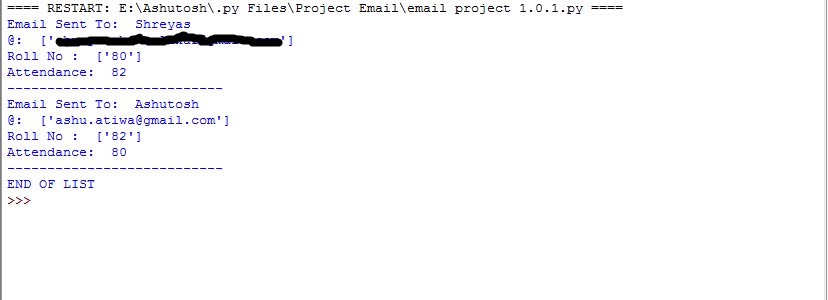 ==== RESTART: E:\Ashutosh\.py Files\Project Email\email project 1.0.1.py ====
Email Sent To:  Shreyas
@:  ['']
Roll No :  ['80']
Attendance:  82
---------------------------
Email Sent To:  Ashutosh
@:  ['ashu.atiwa@gmail.com']
Roll No :  ['82']
Attendance:  80
---------------------------
END OF LIST
>>>